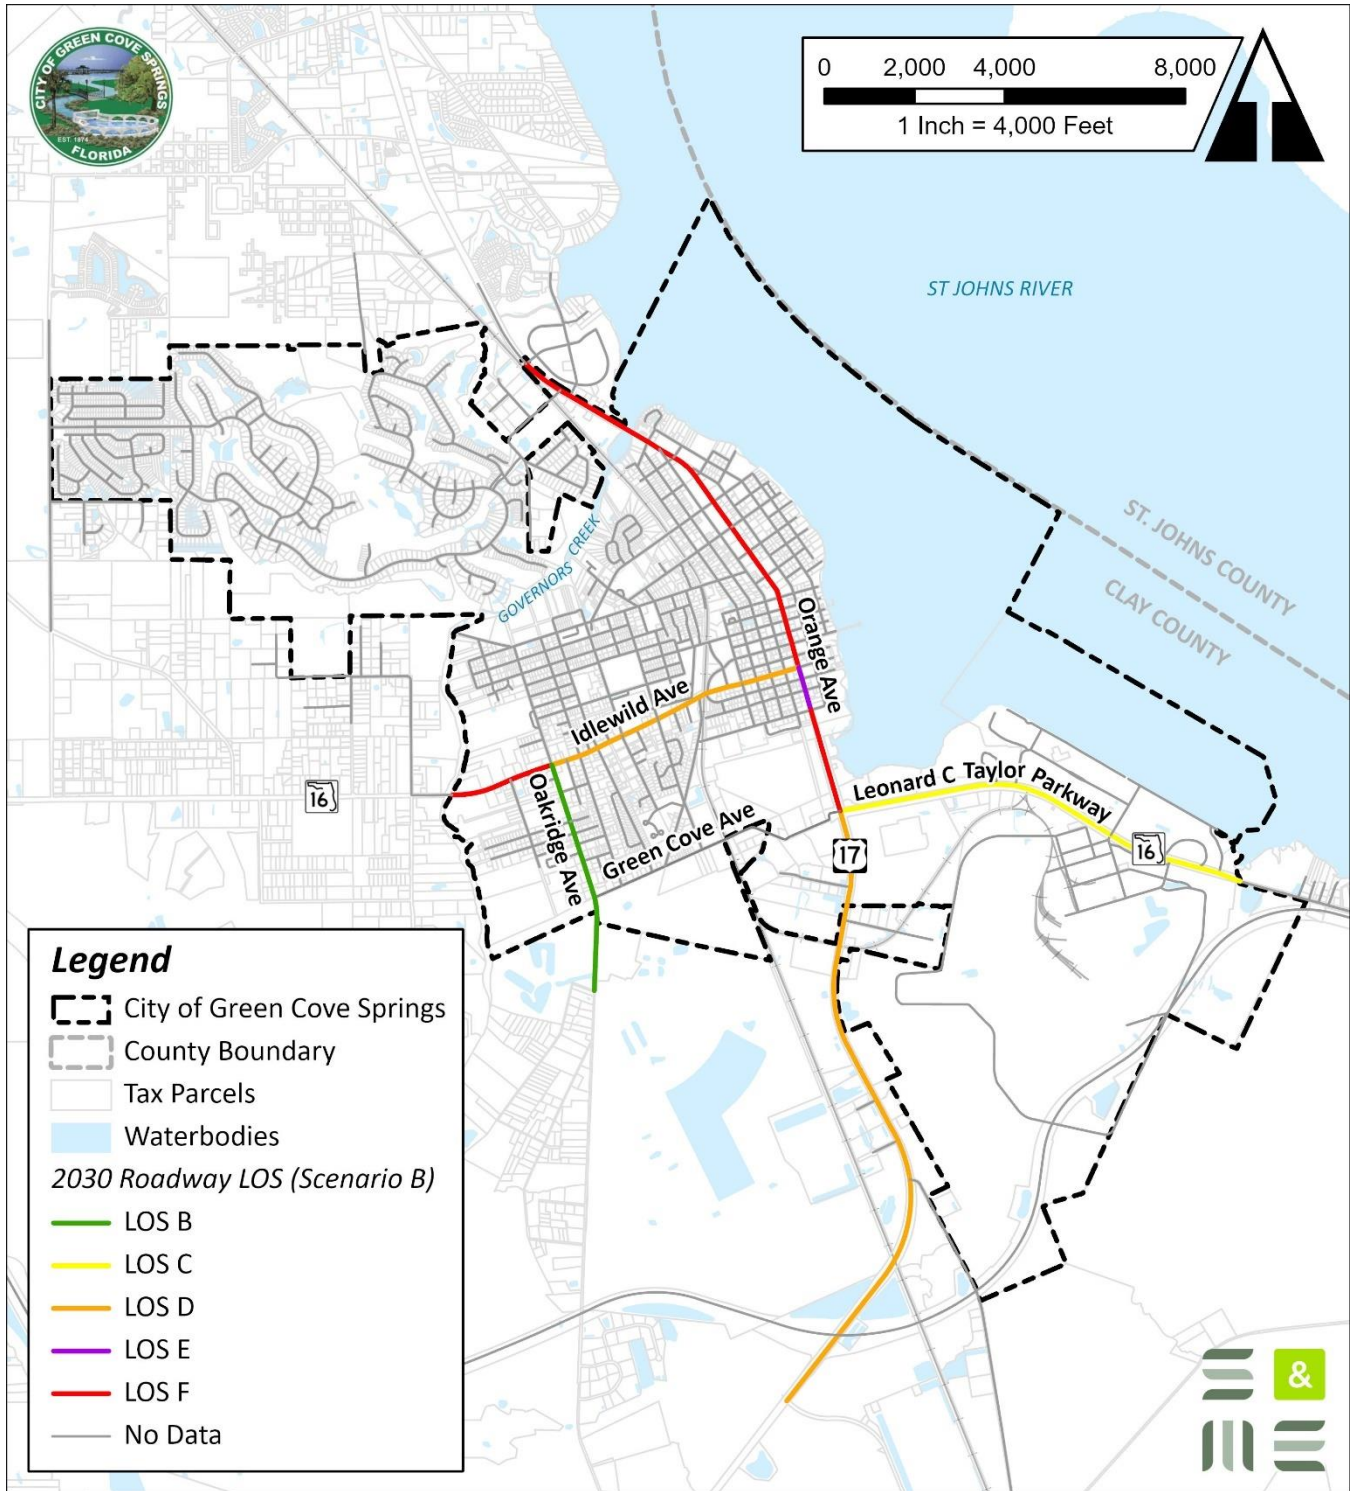 CITY OF GREEN COVE SPRINGS
EST. 1874
FLORIDA
0 2,000 4,000 8,000
1 Inch = 4,000 Feet
ST JOHNS RIVER
ST. JOHNS COUNTY
CLAY COUNTY
GOVERNORS CREEK
Orange Ave
Idlewild Ave
Leonard C Taylor Parkway
16
Oakridge Ave
Green Cove Ave
17
16
Legend
City of Green Cove Springs
County Boundary
Tax Parcels
Waterbodies
2030 Roadway LOS (Scenario B)
LOS B
LOS C
LOS D
LOS E
LOS F
No Data
S&
ME